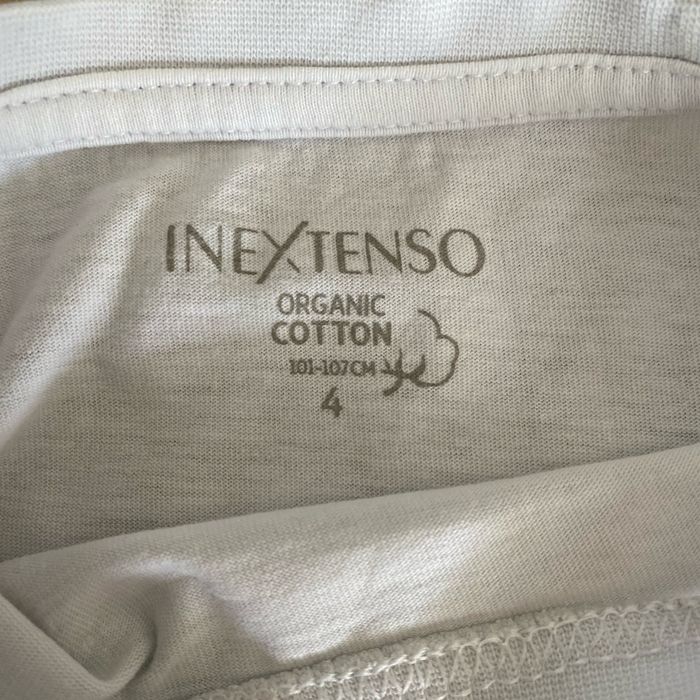 INEXTENSO
ORGANIC
COTTON
101-107CM
4